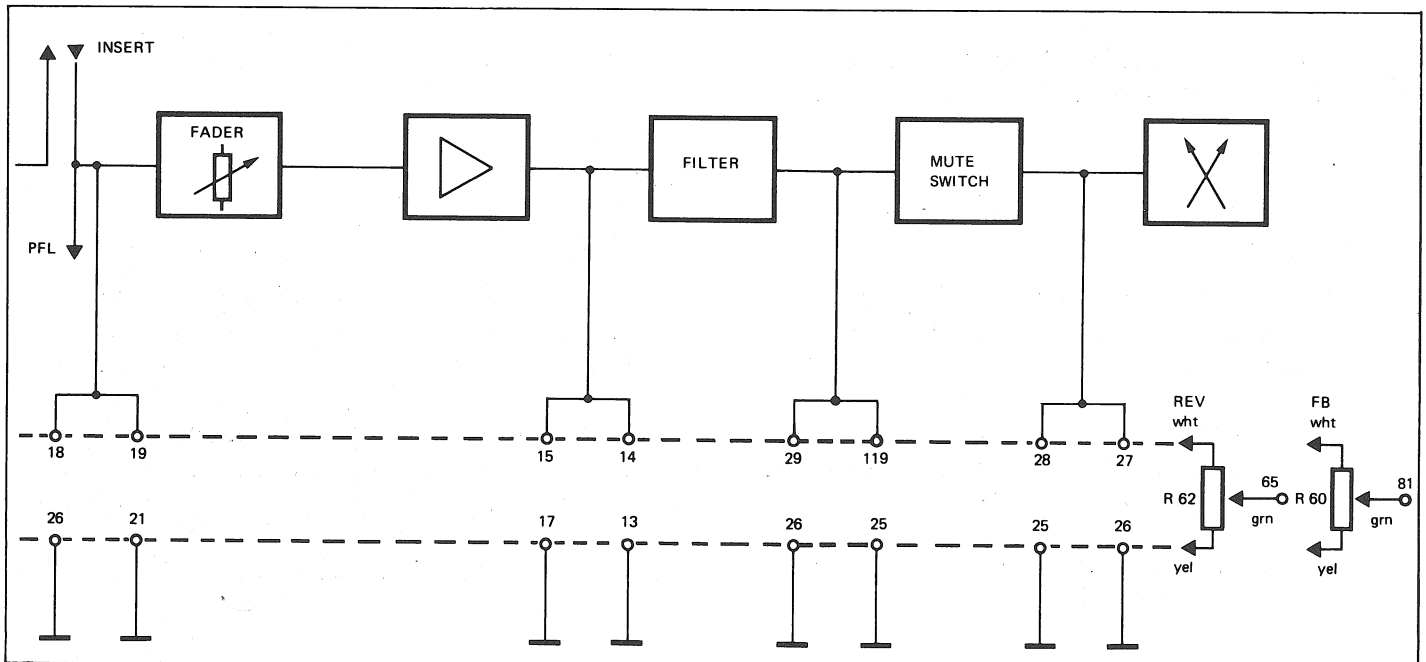 INSERT
FADER
FILTER
MUTE
SWITCH
PFL
REV
wht
FB
wht
18
19
15
14
29
119
28
27
R 62
65
grn
R 60
81
grn
26
21
17
13
26
25
25
26
yel
yel